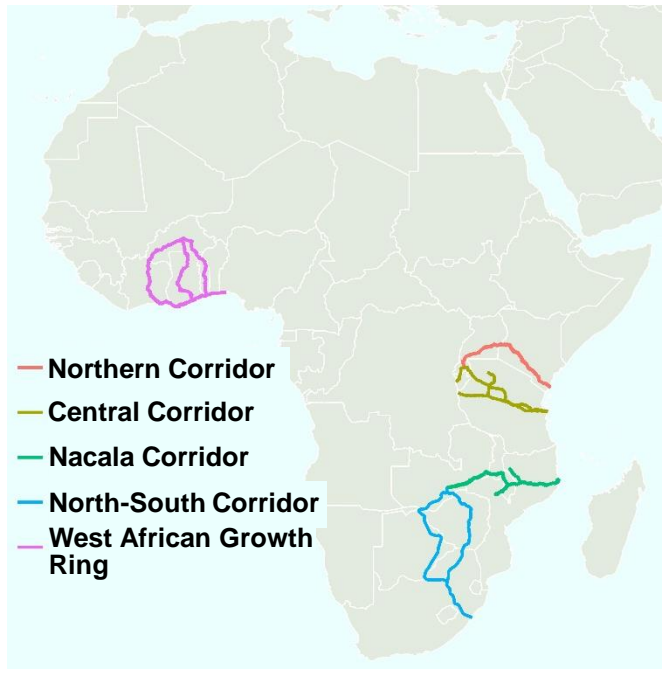 Northern Corridor
Central Corridor
Nacala Corridor
North-South Corridor
West African Growth
Ring